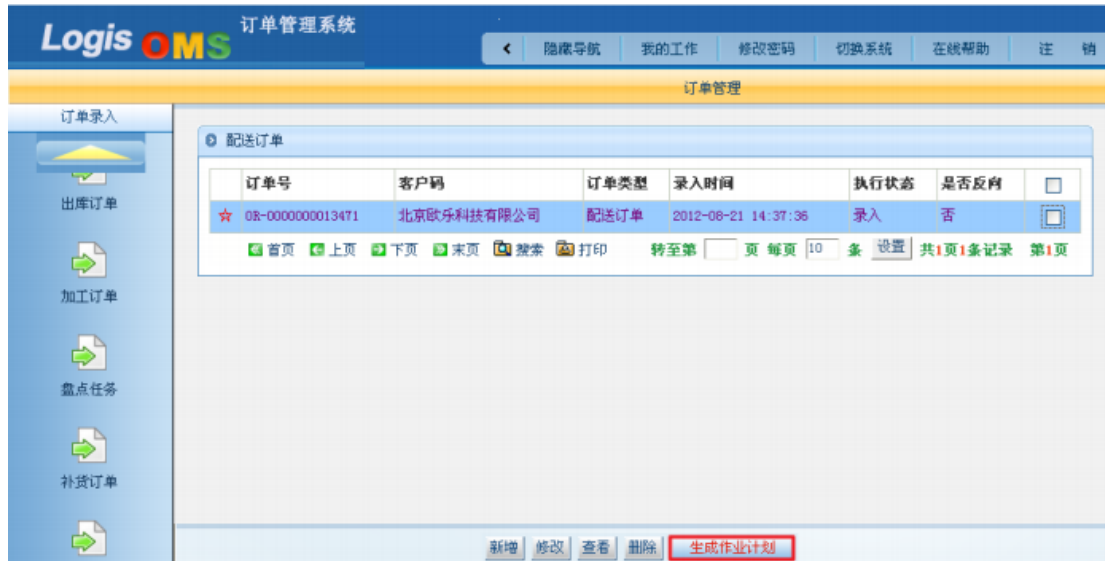 Logis OMS 订单管理系统
隐藏导航 我的工作 修改密码 切换系统 在线帮助 注 销
订单管理
订单录入
出库订单
加工订单
盘点任务
补货订单
配送订单
订单号 客户码 订单类型 录入时间 执行状态 是否反向
0R-0000000013471 北京欧乐科技有限公司 配送订单 2012-08-21 14:37:36 录入 否
首页 上页 下页 末页 搜索 打印 转至第 页 每页 10 条 设置 共1页1条记录 第1页
新增 修改 查看 删除 生成作业计划